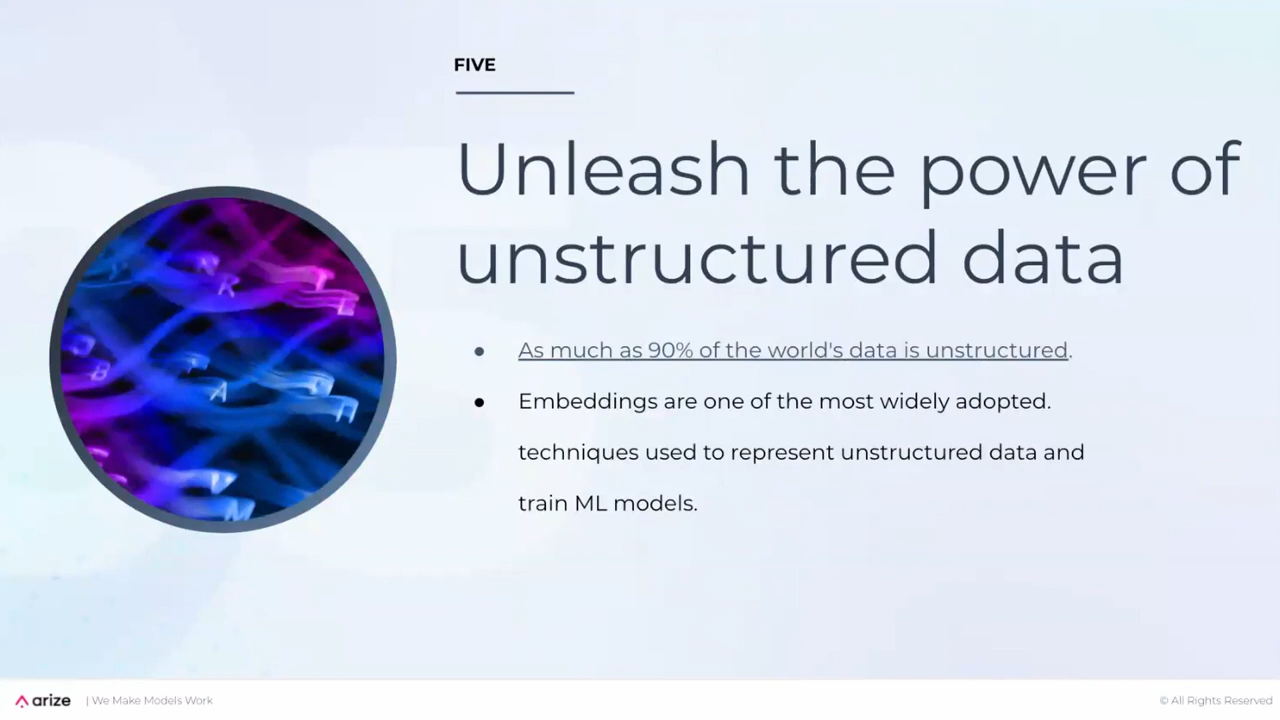 FIVE
Unleash the power of
unstructured data
● As much as 90% of the world's data is unstructured.
● Embeddings are one of the most widely adopted.
techniques used to represent unstructured data and
train ML models.
arize | We Make Models Work
© All Rights Reserved